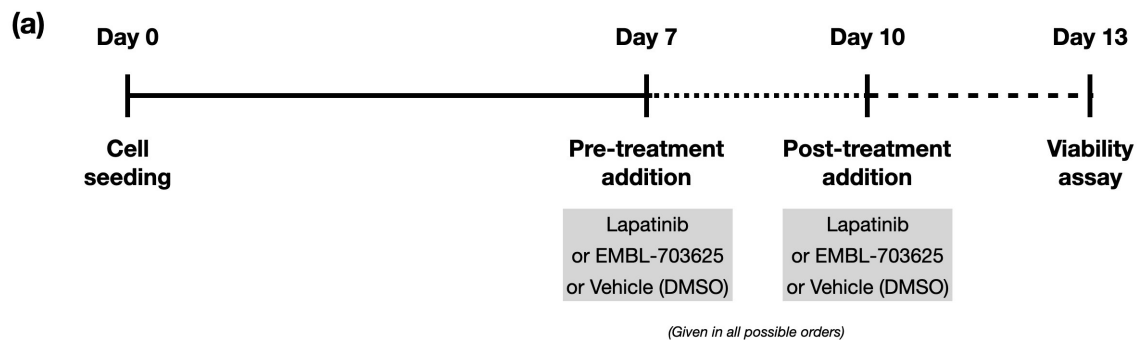 (a)
Day 0
Day 7
Day 10
Day 13
Cell
seeding
Pre-treatment
addition
Post-treatment
addition
Viability
assay
Lapatinib
or EMBL-703625
or Vehicle (DMSO)
Lapatinib
or EMBL-703625
or Vehicle (DMSO)
(Given in all possible orders)